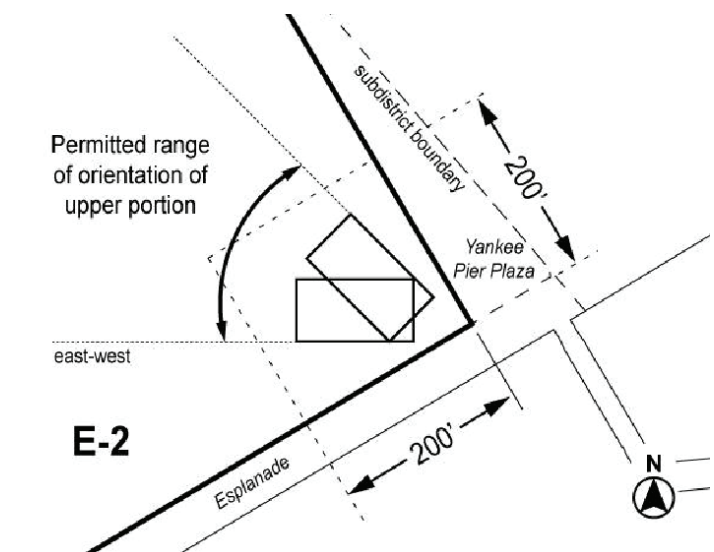 subdistrict boundary
Permitted range
of orientation of
upper portion
200'
Yankee
Pier Plaza
east-west
E-2
200'
Esplanade
N